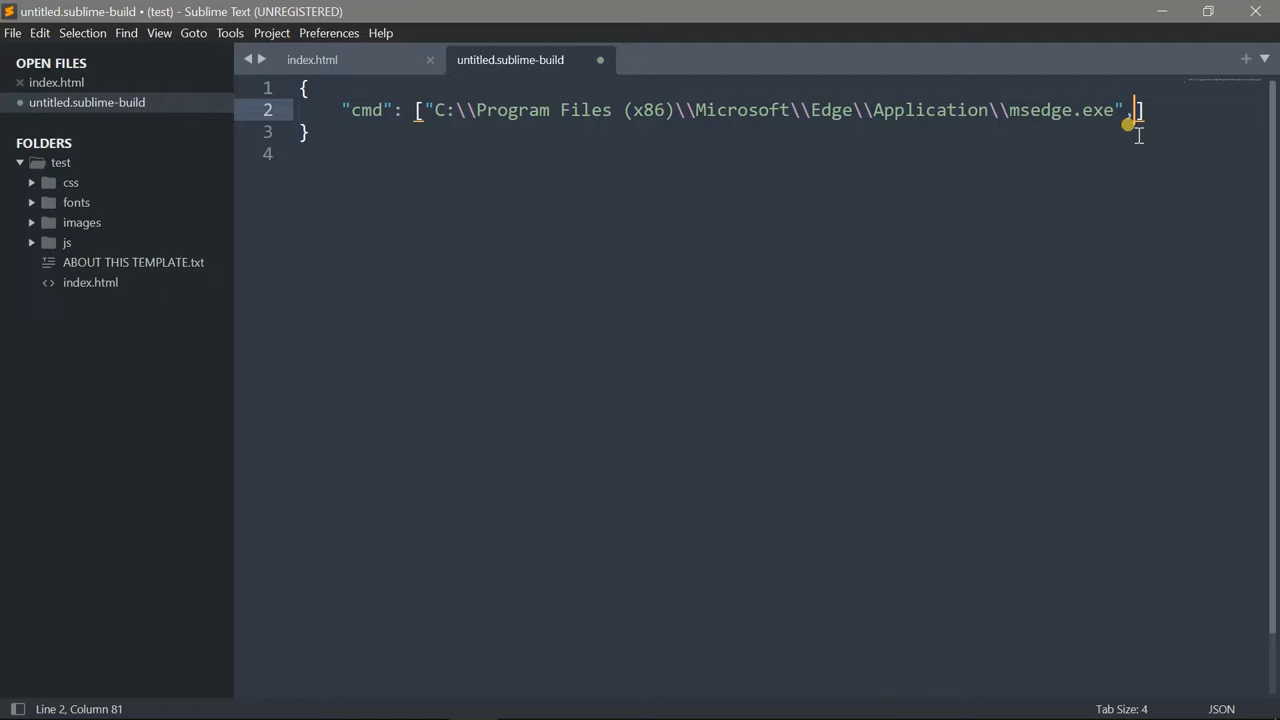 untitled.sublime-build • (test) - Sublime Text (UNREGISTERED)
File Edit Selection Find View Goto Tools Project Preferences Help
OPEN FILES
index.html
untitled.sublime-build
FOLDERS
test
css
fonts
images
js
ABOUT THIS TEMPLATE.txt
index.html
index.html untitled.sublime-build
1 {
2 "cmd": ["C:\\Program Files (x86)\\Microsoft\\Edge\\Application\\msedge.exe",]
3 }
4
Line 2, Column 81 Tab Size: 4 JSON